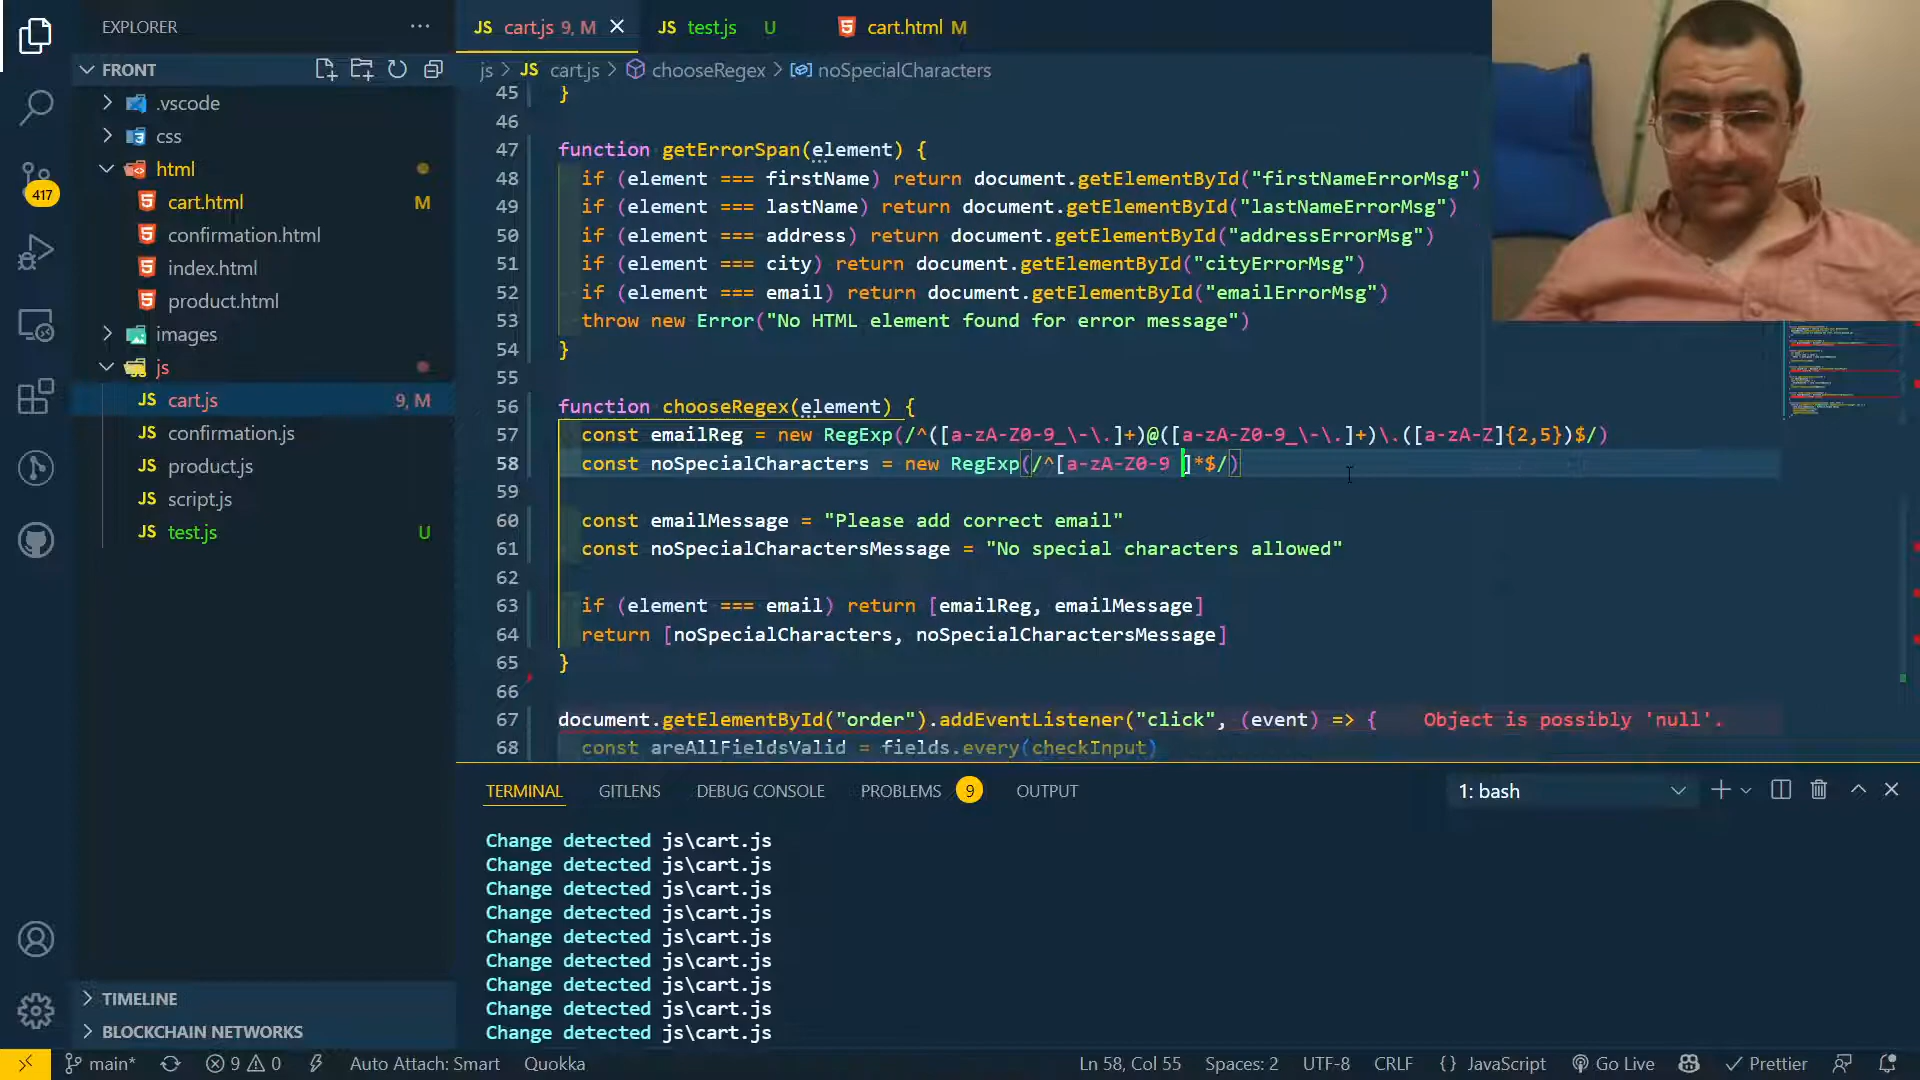 EXPLORER
FRONT
.vscode
css
html
cart.html M
confirmation.html
index.html
product.html
images
js
JS cart.js 9, M
JS confirmation.js
JS product.js
JS script.js
JS test.js U
TIMELINE
BLOCKCHAIN NETWORKS
417
JS cart.js 9, M
JS test.js U
cart.html M
js > JS cart.js > chooseRegex > noSpecialCharacters
45 }
46
47 function getErrorSpan(element) {
48 if (element === firstName) return document.getElementById("firstNameErrorMsg")
49 if (element === lastName) return document.getElementById("lastNameErrorMsg")
50 if (element === address) return document.getElementById("addressErrorMsg")
51 if (element === city) return document.getElementById("cityErrorMsg")
52 if (element === email) return document.getElementById("emailErrorMsg")
53 throw new Error("No HTML element found for error message")
54 }
55
56 function chooseRegex(element) {
57 const emailReg = new RegExp(/^([a-zA-Z0-9_\-\.]+)@([a-zA-Z0-9_\-\.]+)\.([a-zA-Z]{2,5})$/)
58 const noSpecialCharacters = new RegExp(/^[a-zA-Z0-9 ]*$/)
59
60 const emailMessage = "Please add correct email"
61 const noSpecialCharactersMessage = "No special characters allowed"
62
63 if (element === email) return [emailReg, emailMessage]
64 return [noSpecialCharacters, noSpecialCharactersMessage]
65 }
66
67 document.getElementById("order").addEventListener("click", (event) => { Object is possibly 'null'.
68 const areAllFieldsValid = fields.every(checkInput)
TERMINAL GITLENS DEBUG CONSOLE PROBLEMS 9 OUTPUT 1: bash
Change detected js\cart.js
Change detected js\cart.js
Change detected js\cart.js
Change detected js\cart.js
Change detected js\cart.js
Change detected js\cart.js
Change detected js\cart.js
Change detected js\cart.js
Change detected js\cart.js
main* 9 0 Auto Attach: Smart Quokka Ln 58, Col 55 Spaces: 2 UTF-8 CRLF {} JavaScript Go Live Prettier